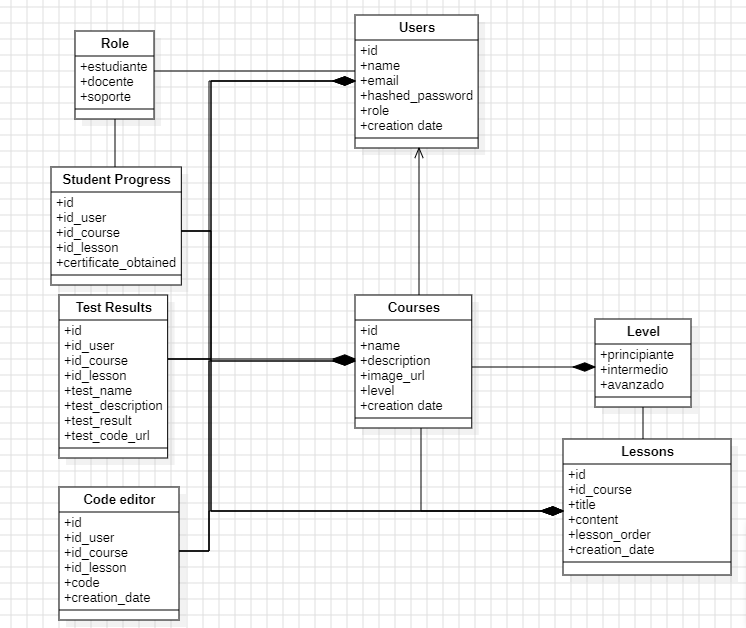 Role
+estudiante
+docente
+soporte
Users
+id
+name
+email
+hashed_password
+role
+creation date
Student Progress
+id
+id_user
+id_course
+id_lesson
+certificate_obtained
Test Results
+id
+id_user
+id_course
+id_lesson
+test_name
+test_description
+test_result
+test_code_url
Courses
+id
+name
+description
+image_url
+level
+creation date
Level
+principiante
+intermedio
+avanzado
Lessons
+id
+id_course
+title
+content
+lesson_order
+creation_date
Code editor
+id
+id_user
+id_course
+id_lesson
+code
+creation_date